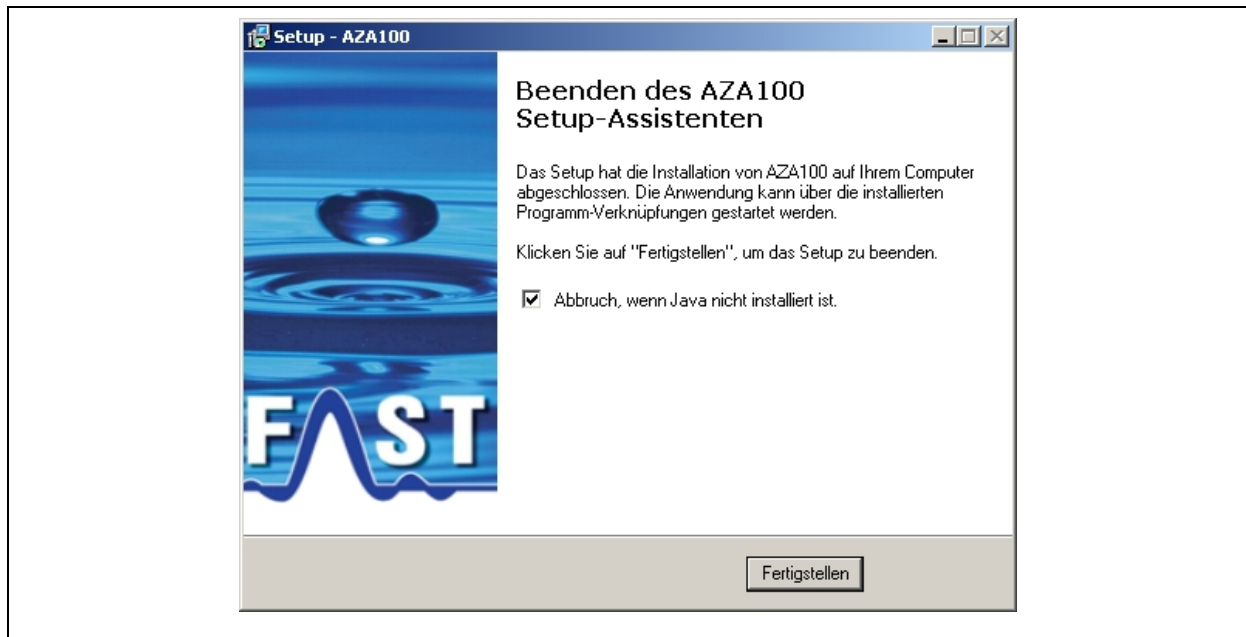 Setup - AZA100
Beenden des AZA100
Setup-Assistenten
Das Setup hat die Installation von AZA100 auf Ihrem Computer
abgeschlossen. Die Anwendung kann über die installierten
Programm-Verknüpfungen gestartet werden.
Klicken Sie auf "Fertigstellen", um das Setup zu beenden.
Abbruch, wenn Java nicht installiert ist.
FAST
Fertigstellen